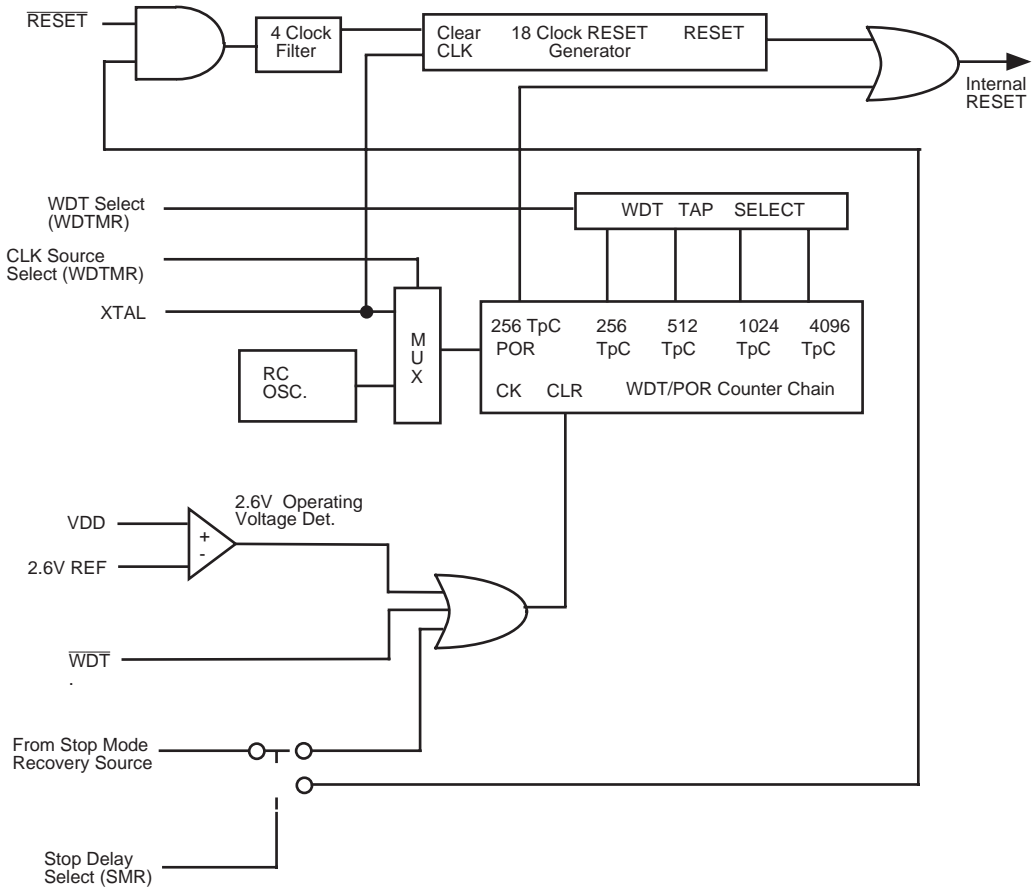 RESET
4 Clock
Filter
Clear 18 Clock RESET RESET
CLK Generator
Internal
RESET
WDT Select
(WDTMR)
WDT TAP SELECT
CLK Source
Select (WDTMR)
XTAL
M
U
X
RC
OSC.
256 TpC 256 512 1024 4096
POR TpC TpC TpC TpC
CK CLR WDT/POR Counter Chain
2.6V Operating
Voltage Det.
VDD
+
-
2.6V REF
WDT
.
From Stop Mode
Recovery Source
Stop Delay
Select (SMR)